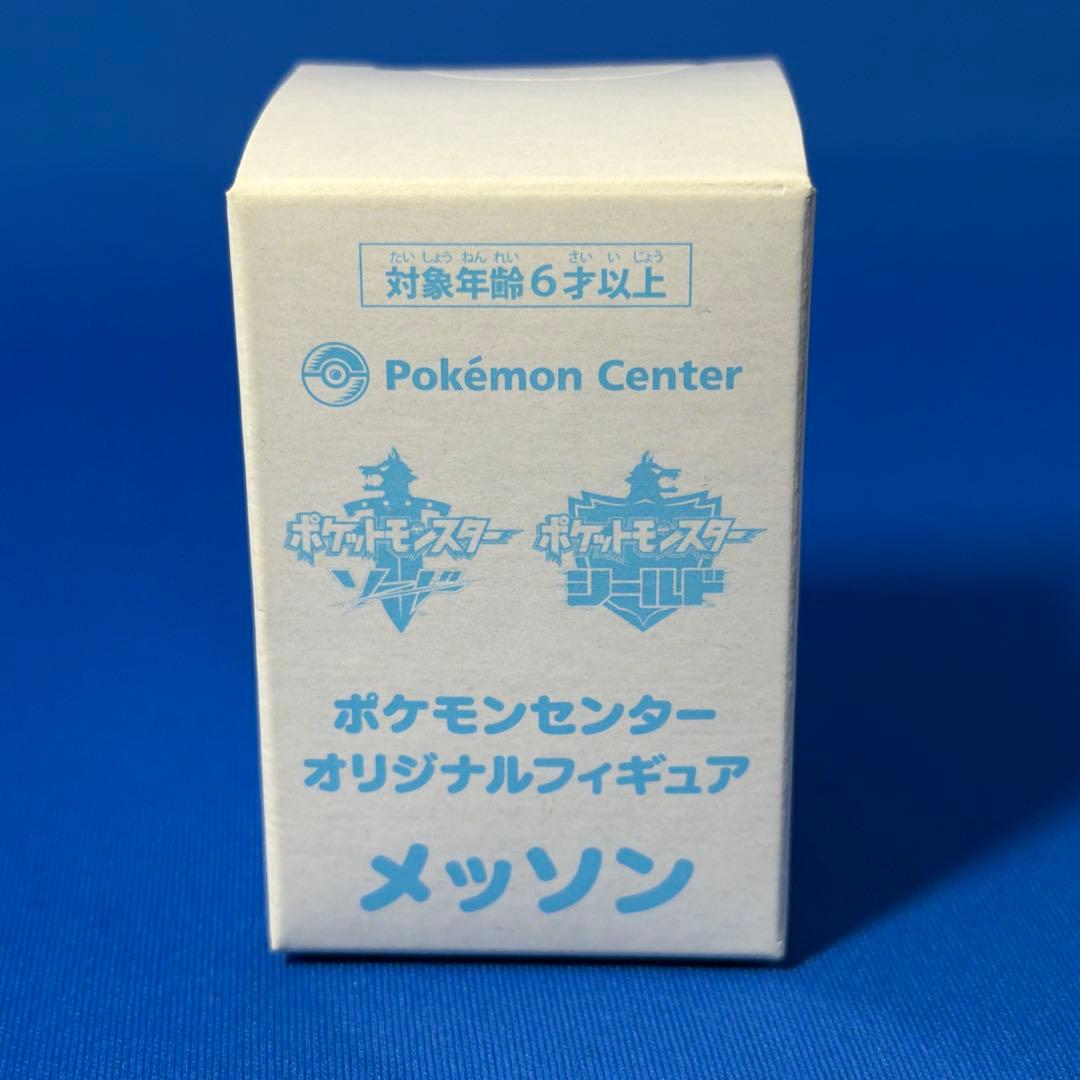 たいしょうねんれい さいいじょう
対象年齢6才以上
Pokémon Center
ポケットモンスター ポケットモンスター
ソード シールド
ポケモンセンター
オリジナルフィギュア
メッソン